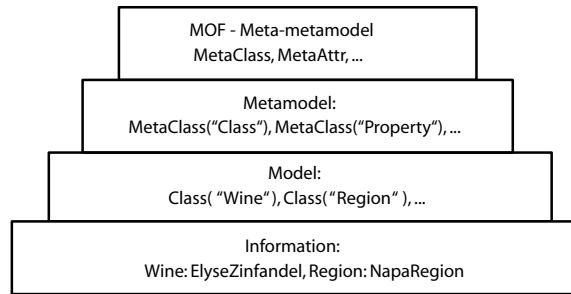 MOF - Meta-metamodel
MetaClass, MetaAttr, ...
Metamodel:
MetaClass(“Class“), MetaClass(“Property“), ...
Model:
Class( “Wine“ ), Class( “Region“ ), ...
Information:
Wine: ElyseZinfandel, Region: NapaRegion